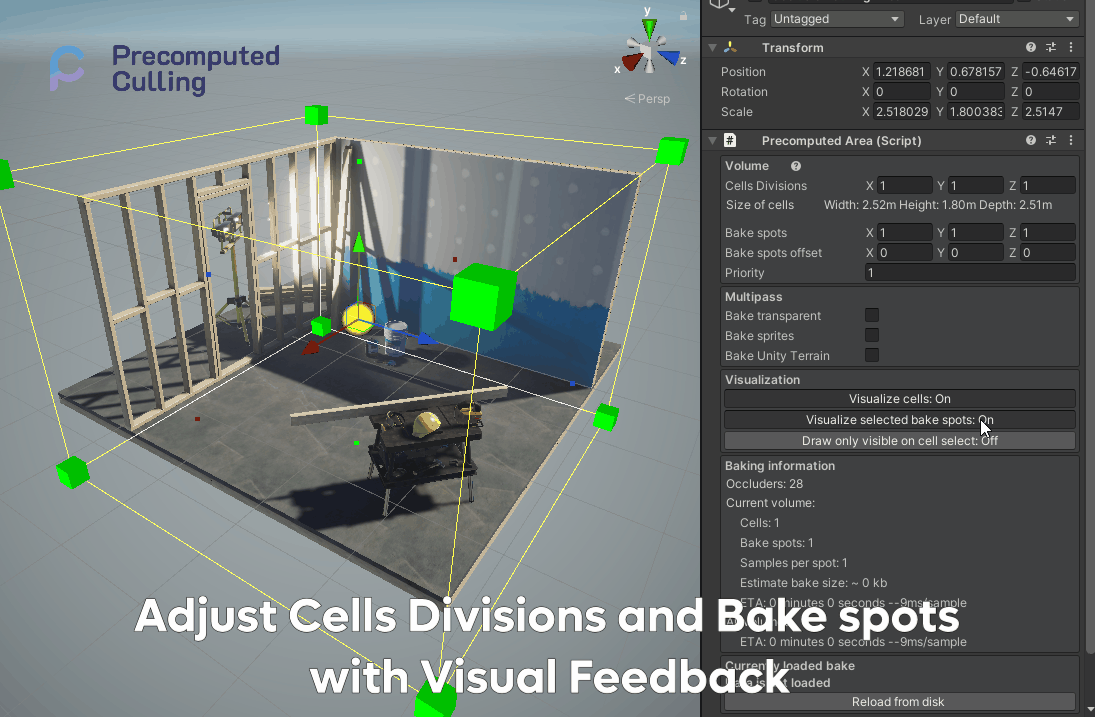 Precomputed
Culling
y
x
z
Persp
Tag Untagged Layer Default
Transform
Position X 1.218681 Y 0.678157 Z -0.64617
Rotation X 0 Y 0 Z 0
Scale X 2.518029 Y 1.800383 Z 2.5147
# Precomputed Area (Script)
Volume
Cells Divisions X 1 Y 1 Z 1
Size of cells Width: 2.52m Height: 1.80m Depth: 2.51m
Bake spots X 1 Y 1 Z 1
Bake spots offset X 0 Y 0 Z 0
Priority 1
Multipass
Bake transparent
Bake sprites
Bake Unity Terrain
Visualization
Visualize cells: On
Visualize selected bake spots: On
Draw only visible on cell select: Off
Baking information
Occluders: 28
Current volume:
Cells: 1
Bake spots: 1
Samples per spot: 1
Estimate bake size: ~ 0 kb
ETA: 0 minutes 0 seconds --9ms/sample
ETA: 0 minutes 0 seconds --9ms/sample
Currently loaded bake
loaded
Reload from disk
Adjust Cells Divisions and Bake spots
with Visual Feedback